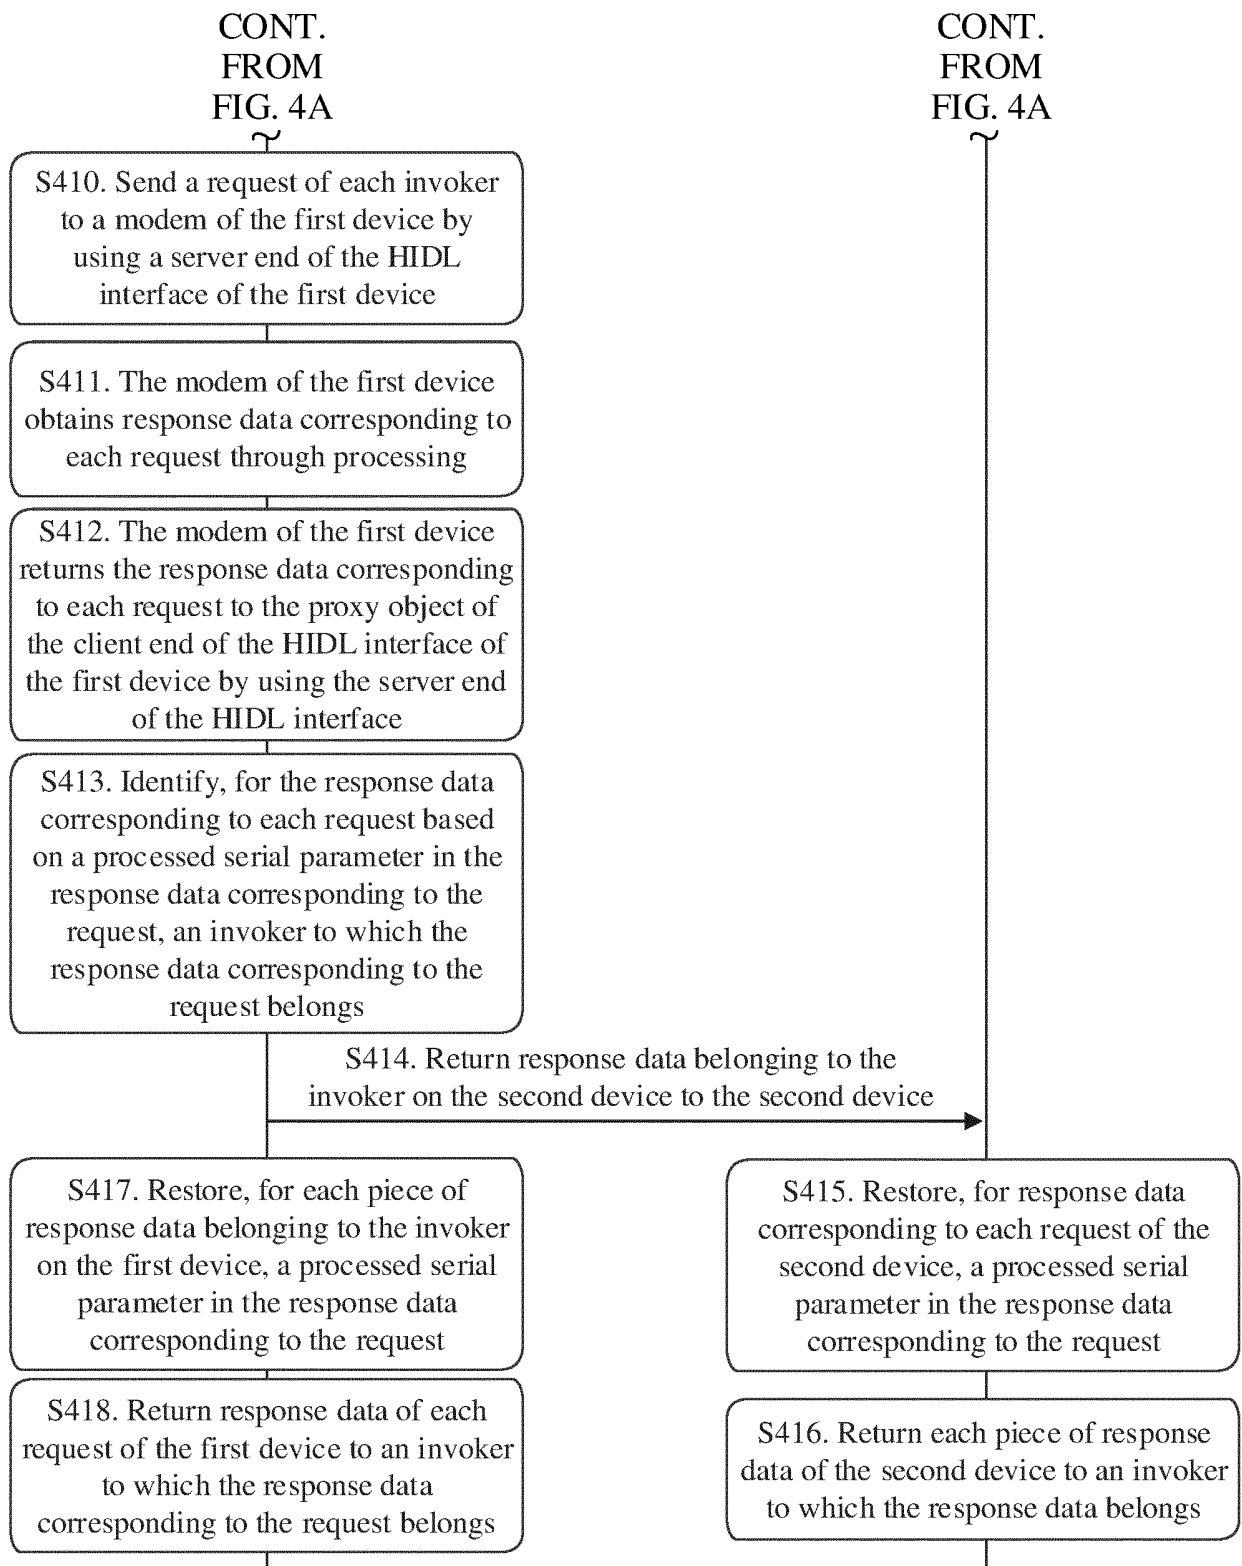 CONT.
FROM
FIG. 4A
CONT.
FROM
FIG. 4A
S410. Send a request of each invoker
to a modem of the first device by
using a server end of the HIDL
interface of the first device
S411. The modem of the first device
obtains response data corresponding to
each request through processing
S412. The modem of the first device
returns the response data corresponding
to each request to the proxy object of
the client end of the HIDL interface of
the first device by using the server end
of the HIDL interface
S413. Identify, for the response data
corresponding to each request based
on a processed serial parameter in the
response data corresponding to the
request, an invoker to which the
response data corresponding to the
request belongs
S414. Return response data belonging to the
invoker on the second device to the second device
S417. Restore, for each piece of
response data belonging to the invoker
on the first device, a processed serial
parameter in the response data
corresponding to the request
S415. Restore, for response data
corresponding to each request of the
second device, a processed serial
parameter in the response data
corresponding to the request
S418. Return response data of each
request of the first device to an invoker
to which the response data
corresponding to the request belongs
S416. Return each piece of response
data of the second device to an invoker
to which the response data belongs